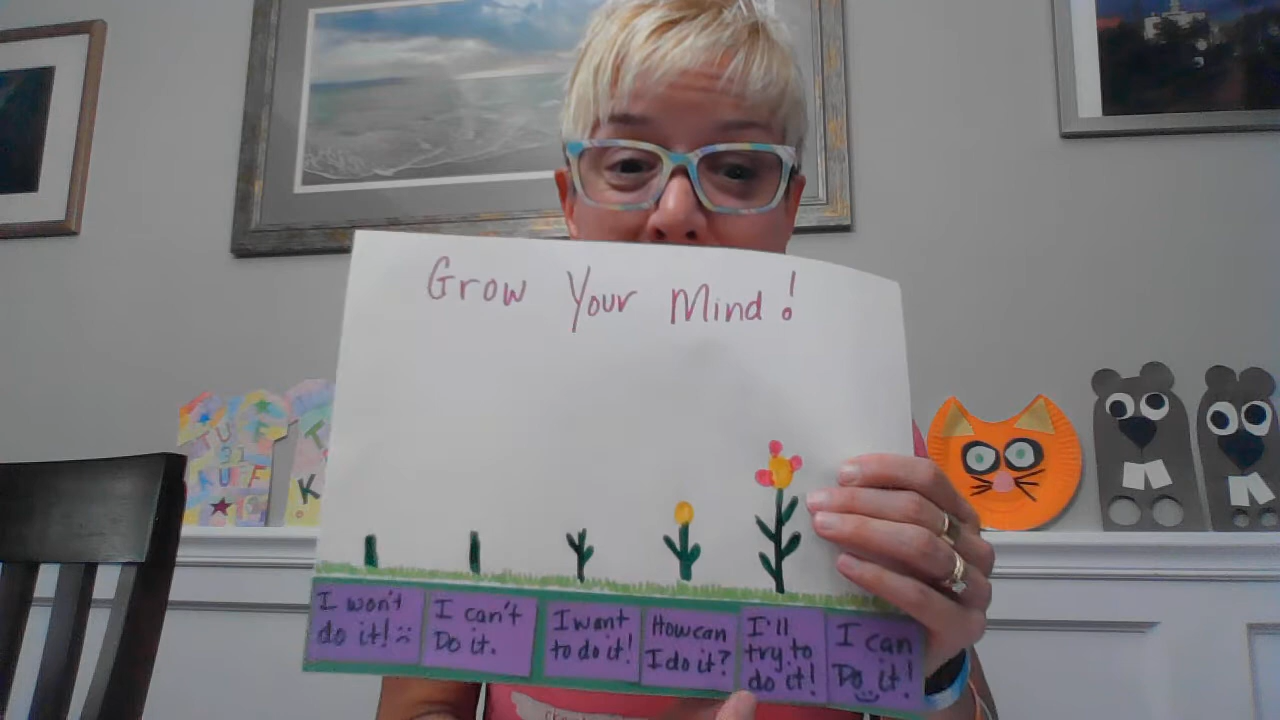 Grow Your Mind!
I won't
do it!
I can't
Do it.
I want
to do it!
How can
I do it?
I'll
try to
do it!
I can
Do it!
K